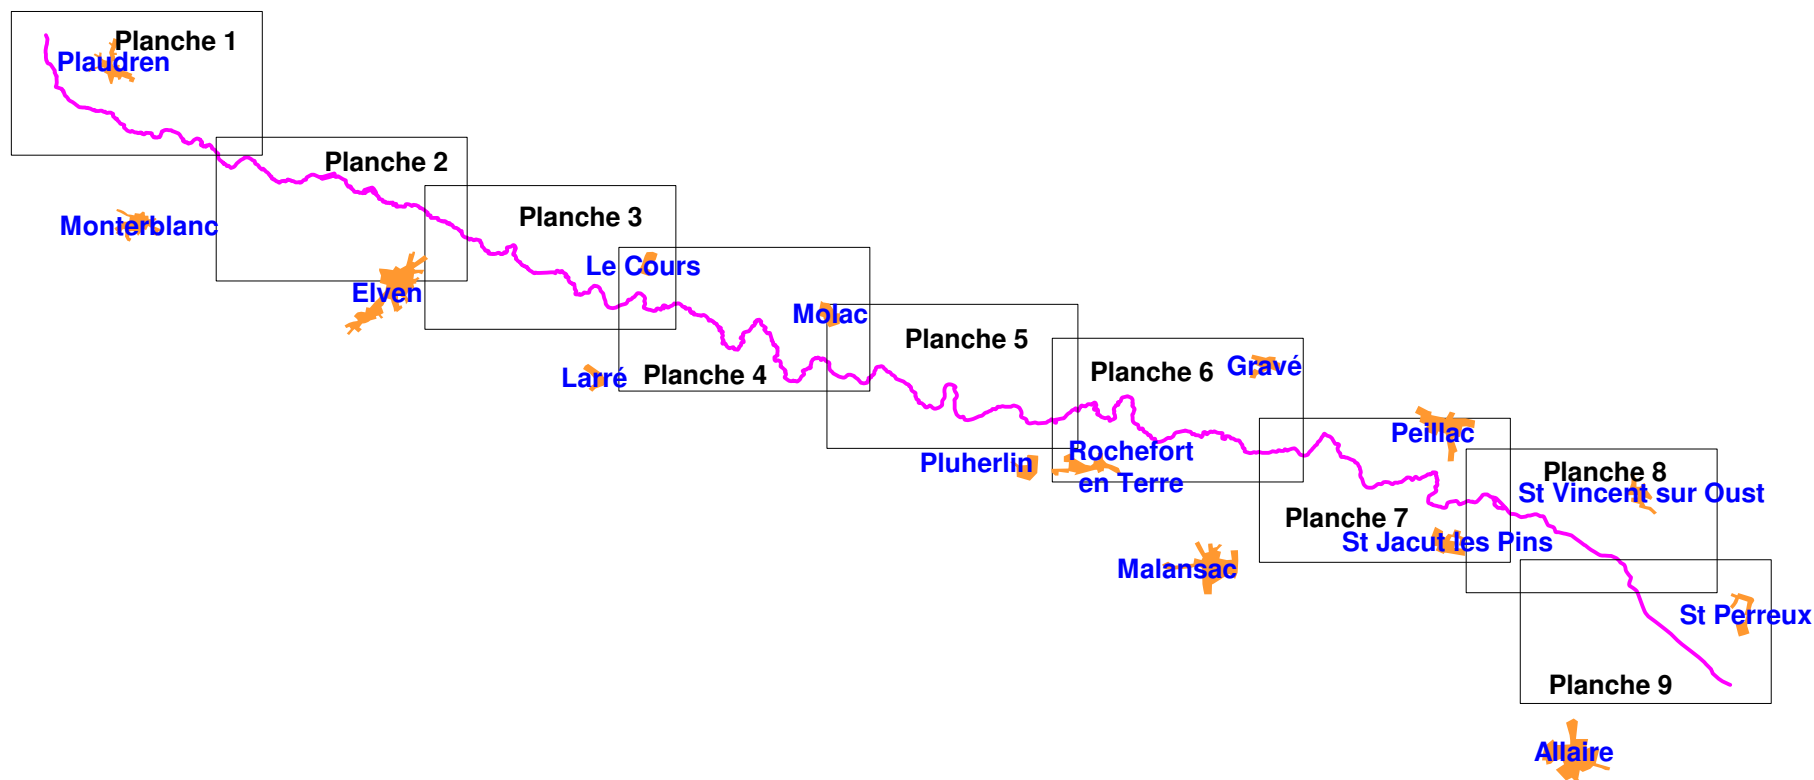 Planche 1
Plaudren
Planche 2
Monterblanc
Planche 3
Le Cours
Elven
Molac
Planche 5
Larré
Planche 4
Planche 6
Gravé
Peillac
Pluherlin
Rochefort
en Terre
Planche 8
St Vincent sur Oust
Planche 7
St Jacut les Pins
Malansac
St Perreux
Planche 9
Allaire